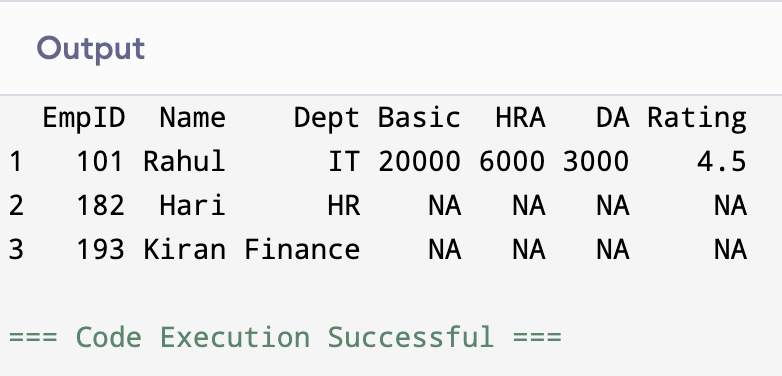 Output
EmpID Name Dept Basic HRA DA Rating
1 101 Rahul IT 20000 6000 3000 4.5
2 182 Hari HR NA NA NA NA
3 193 Kiran Finance NA NA NA NA
=== Code Execution Successful ===